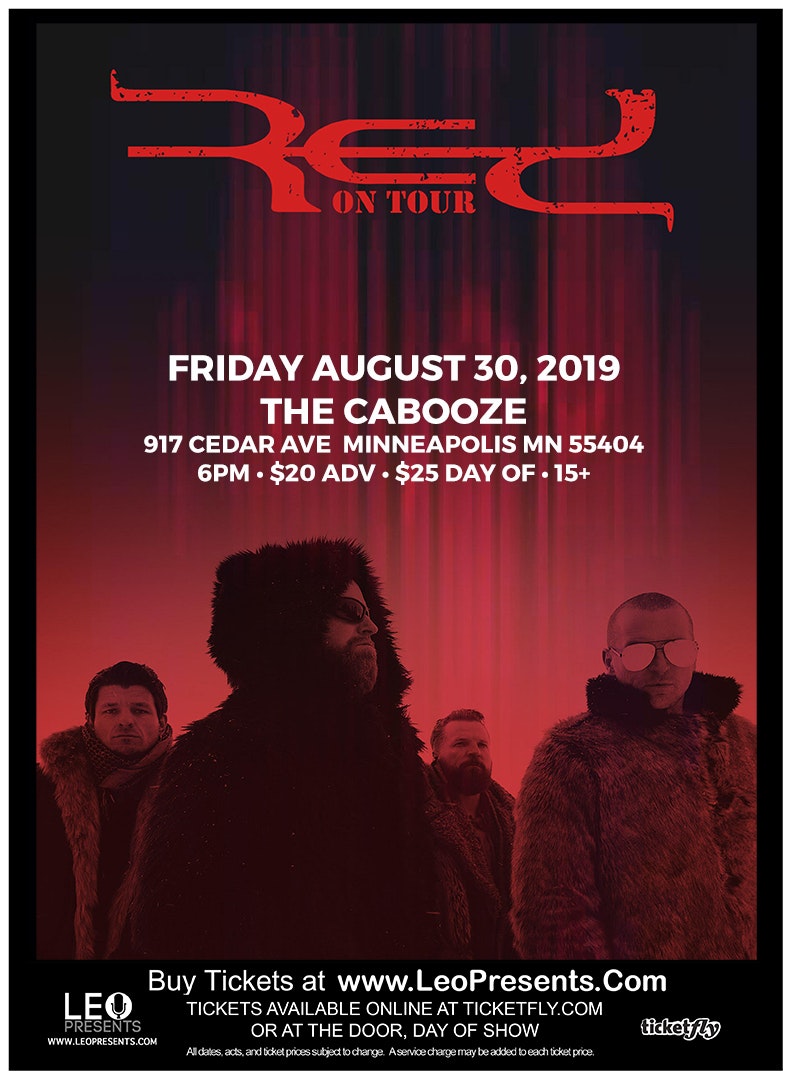 RED
ON TOUR
FRIDAY AUGUST 30, 2019
THE CABOOZE
917 CEDAR AVE MINNEAPOLIS MN 55404
6PM • $20 ADV • $25 DAY OF • 15+
Buy Tickets at www.LeoPresents.Com
LEO
PRESENTS
WWW.LEOPRESENTS.COM
TICKETS AVAILABLE ONLINE AT TICKETFLY.COM
OR AT THE DOOR, DAY OF SHOW
ticketfly
All dates, acts, and ticket prices subject to change. A service charge may be added to each ticket price.